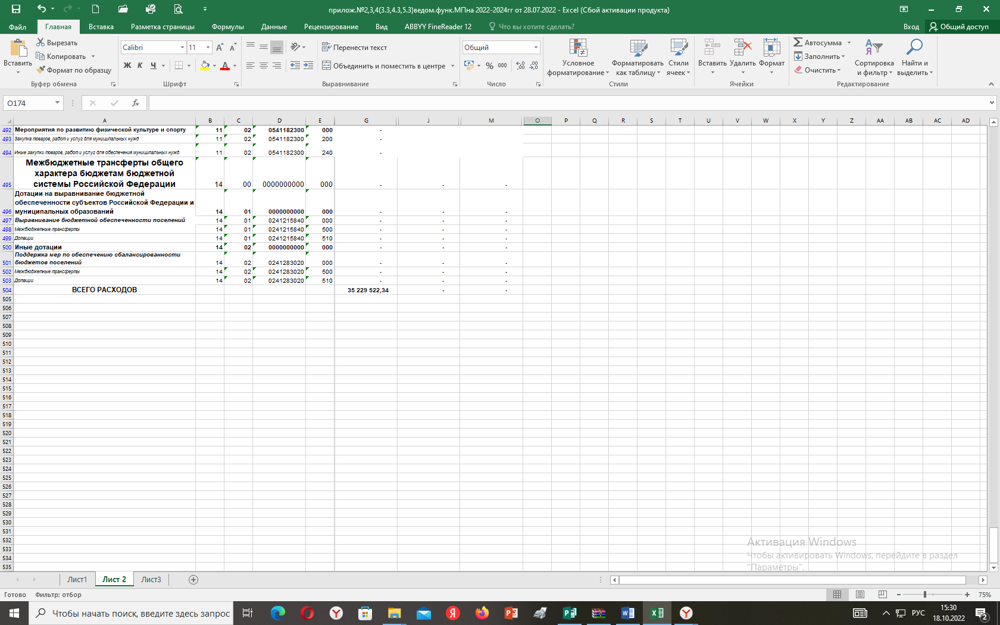 прилож.№2,3,4(3.3,4.3,5.3)ведом.функ.МПна 2022-2024гг от 28.07.2022 - Excel (Сбой активации продукта)
Файл Главная Вставка Разметка страницы Формулы Данные Рецензирование Вид ABBYY FineReader 12 Что вы хотите сделать? Вход Общий доступ
Вставить
Вырезать
Копировать
Формат по образцу
Буфер обмена
Calibri 11
Ж К Ч
Шрифт
Перенести текст
Объединить и поместить в центре
Выравнивание
Общий
% 000
Число
Условное форматирование
Форматировать как таблицу
Стили ячеек
Стили
Вставить Удалить Формат
Ячейки
Автосумма
Заполнить
Очистить
Сортировка и фильтр
Найти и выделить
Редактирование
O174 fx
A B C D E G J M O P Q R S T U V W X Y Z AA AB AC AD
492 Мероприятия по развитию физической культуре и спорту 11 02 0541182300 000 -
493 Закупка товаров, работ и услуг для муниципальных нужд 11 02 0541182300 200 -
494 Иные закупки товаров, работ и услуг для обеспечения муниципальных нужд 11 02 0541182300 240 -
Межбюджетные трансферты общего
характера бюджетам бюджетной
495 системы Российской Федерации 14 00 0000000000 000 - - -
Дотации на выравнивание бюджетной
обеспеченности субъектов Российской Федерации и
496 муниципальных образований 14 01 0000000000 000 - - -
497 Выравнивание бюджетной обеспеченности поселений 14 01 0241215840 000 - - -
498 Межбюджетные трансферты 14 01 0241215840 500 - - -
499 Дотации 14 01 0241215840 510 - - -
500 Иные дотации 14 02 0000000000 000 - - -
Поддержка мер по обеспечению сбалансированности
501 бюджетов поселений 14 02 0241283020 000 - - -
502 Межбюджетные трансферты 14 02 0241283020 500 - - -
503 Дотации 14 02 0241283020 510 - - -
504 ВСЕГО РАСХОДОВ 35 229 522,34 - -
505
506
507
508
509
510
511
512
513
514
515
516
517
518
519
520
521
522
523
524
525
526
527
528
529
530
531
532
533
534
535
Активация Windows
Чтобы активировать Windows, перейдите в раздел
"Параметры".
Лист1 Лист 2 Лист3
Готово Фильтр: отбор 75%
Чтобы начать поиск, введите здесь запрос
РУС
15:30
18.10.2022
2